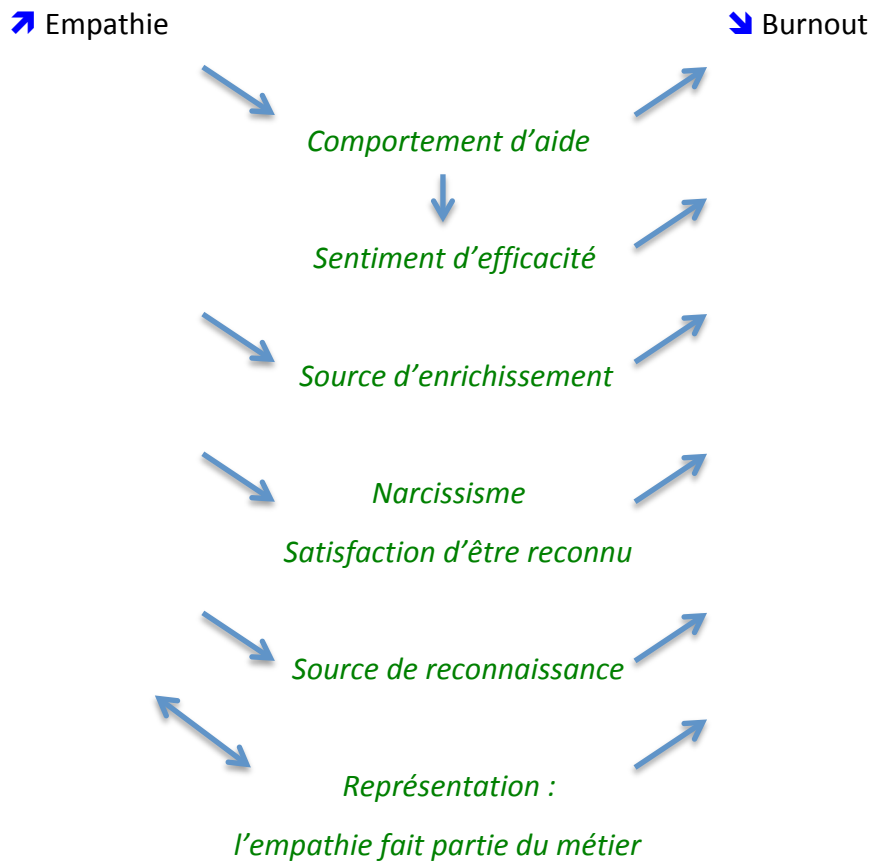 Empathie
Burnout
Comportement d’aide
Sentiment d’efficacité
Source d’enrichissement
Narcissisme
Satisfaction d’être reconnu
Source de reconnaissance
Représentation :
l’empathie fait partie du métier